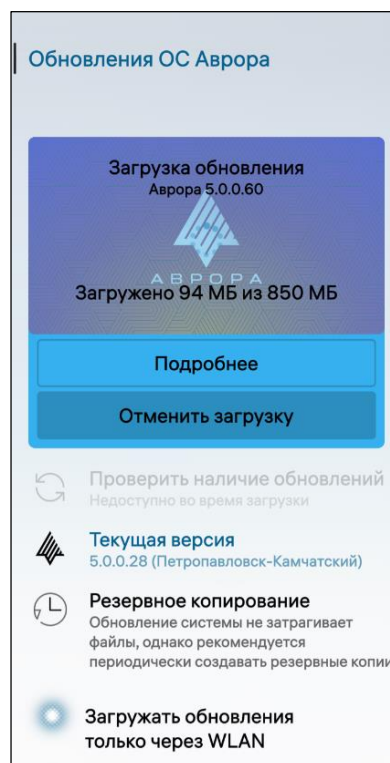 Обновления ОС Аврора
Загрузка обновления
Аврора 5.0.0.60
АВРОРА
Загружено 94 МБ из 850 МБ
Подробнее
Отменить загрузку
Проверить наличие обновлений
Недоступно во время загрузки
Текущая версия
5.0.0.28 (Петропавловск-Камчатский)
Резервное копирование
Обновление системы не затрагивает
файлы, однако рекомендуется
периодически создавать резервные копии
Загружать обновления
только через WLAN